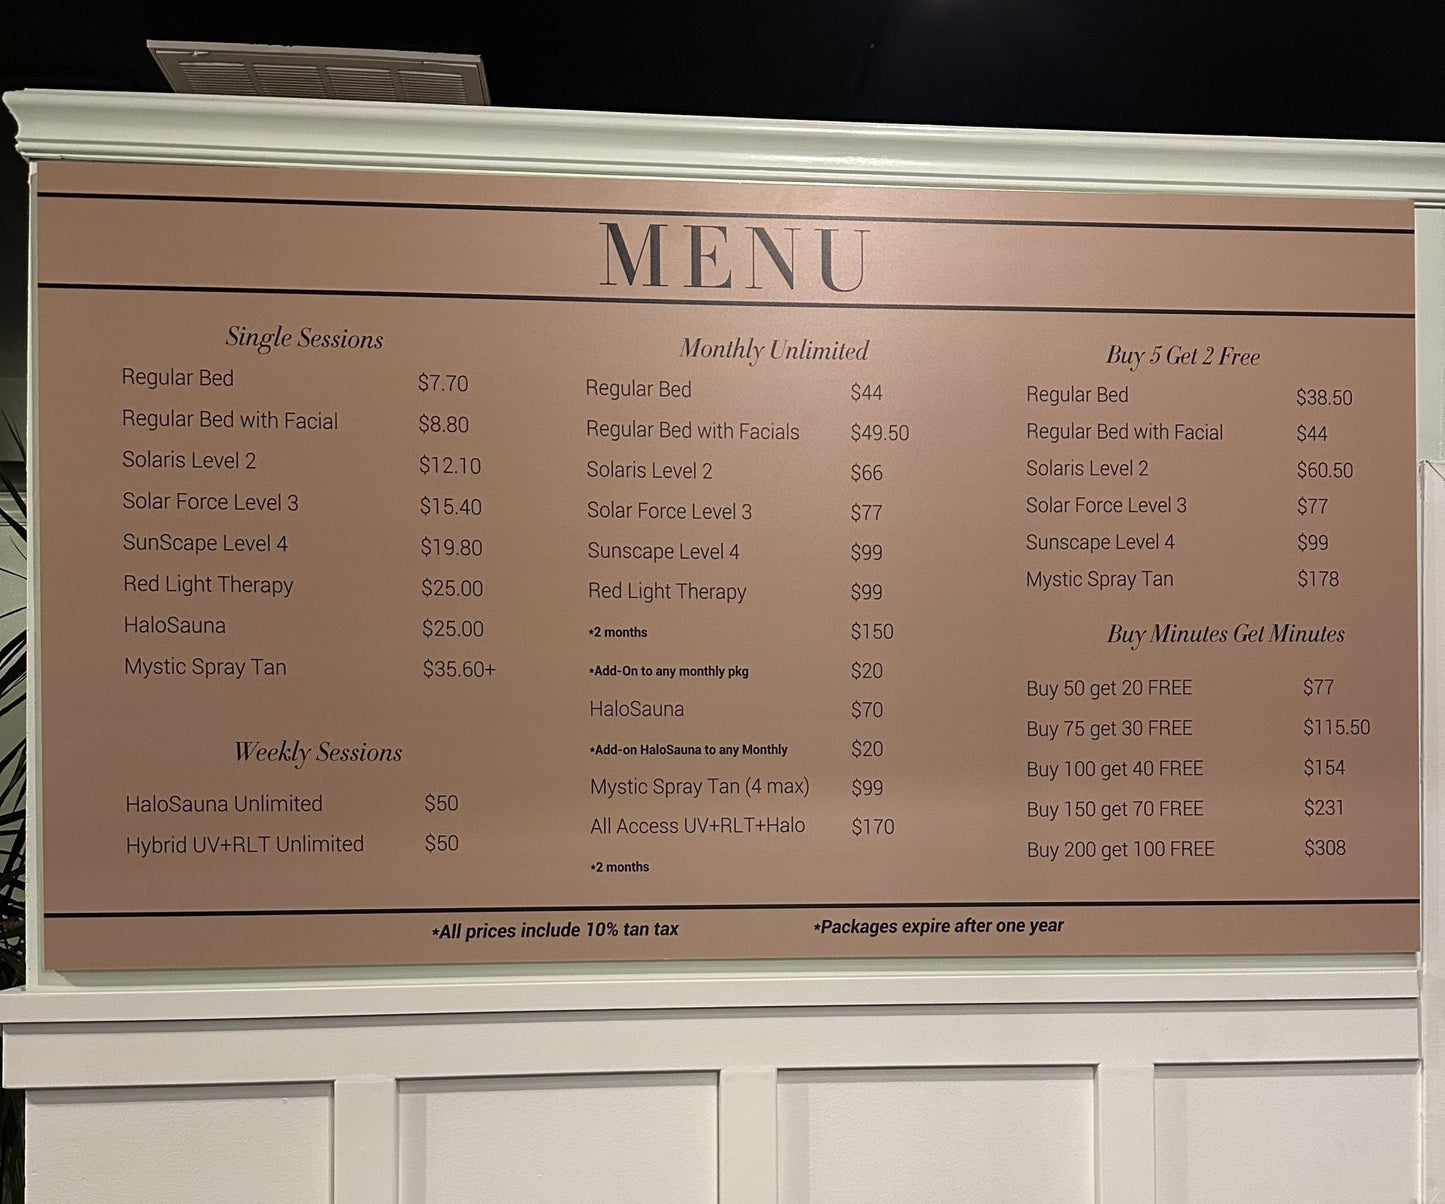 MENU
Single Sessions
Regular Bed $7.70
Regular Bed with Facial $8.80
Solaris Level 2 $12.10
Solar Force Level 3 $15.40
SunScape Level 4 $19.80
Red Light Therapy $25.00
HaloSauna $25.00
Mystic Spray Tan $35.60+
Weekly Sessions
HaloSauna Unlimited $50
Hybrid UV+RLT Unlimited $50
Monthly Unlimited
Regular Bed $44
Regular Bed with Facials $49.50
Solaris Level 2 $66
Solar Force Level 3 $77
Sunscape Level 4 $99
Red Light Therapy $99
*2 months $150
*Add-On to any monthly pkg $20
HaloSauna $70
*Add-on HaloSauna to any Monthly $20
Mystic Spray Tan (4 max) $99
All Access UV+RLT+Halo $170
*2 months
Buy 5 Get 2 Free
Regular Bed $38.50
Regular Bed with Facial $44
Solaris Level 2 $60.50
Solar Force Level 3 $77
Sunscape Level 4 $99
Mystic Spray Tan $178
Buy Minutes Get Minutes
Buy 50 get 20 FREE $77
Buy 75 get 30 FREE $115.50
Buy 100 get 40 FREE $154
Buy 150 get 70 FREE $231
Buy 200 get 100 FREE $308
*All prices include 10% tan tax
*Packages expire after one year